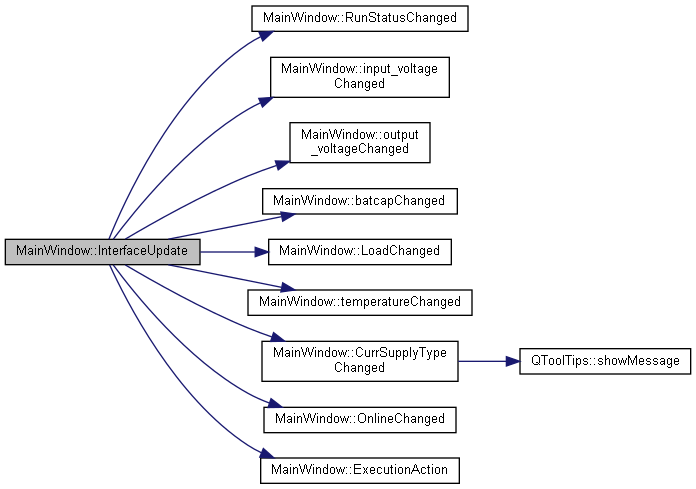 MainWindow::RunStatusChanged
MainWindow::input_voltage
Changed
MainWindow::output
_voltageChanged
MainWindow::batcapChanged
MainWindow::InterfaceUpdate
MainWindow::LoadChanged
MainWindow::temperatureChanged
MainWindow::CurrSupplyType
Changed
QToolTips::showMessage
MainWindow::OnlineChanged
MainWindow::ExecutionAction